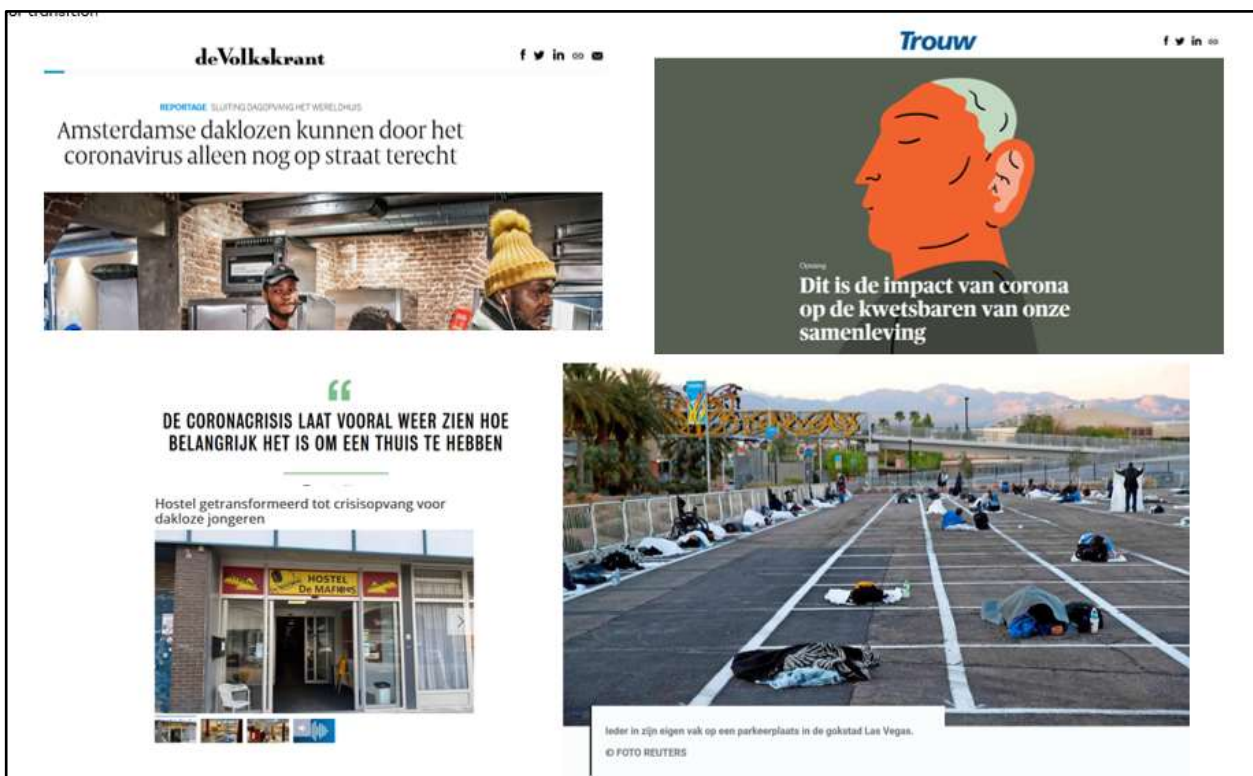 or transition
deVolkskrant
REPORTAGE SLUITING DAGOPVANG HET WERELDHUIS
Amsterdamse daklozen kunnen door het
coronavirus alleen nog op straat terecht
Trouw
Opinie
Dit is de impact van corona
op de kwetsbaren van onze
samenleving
“
DE CORONACRISIS LAAT VOORAL WEER ZIEN HOE
BELANGRIJK HET IS OM EEN THUIS TE HEBBEN
Hostel getransformeerd tot crisisopvang voor
dakloze jongeren
HOSTEL
De MAFKEES
Ieder in zijn eigen vak op een parkeerplaats in de gokstad Las Vegas.
© FOTO REUTERS